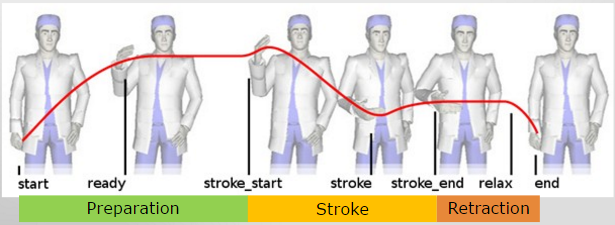 start ready stroke_start stroke stroke_end relax end
Preparation Stroke Retraction